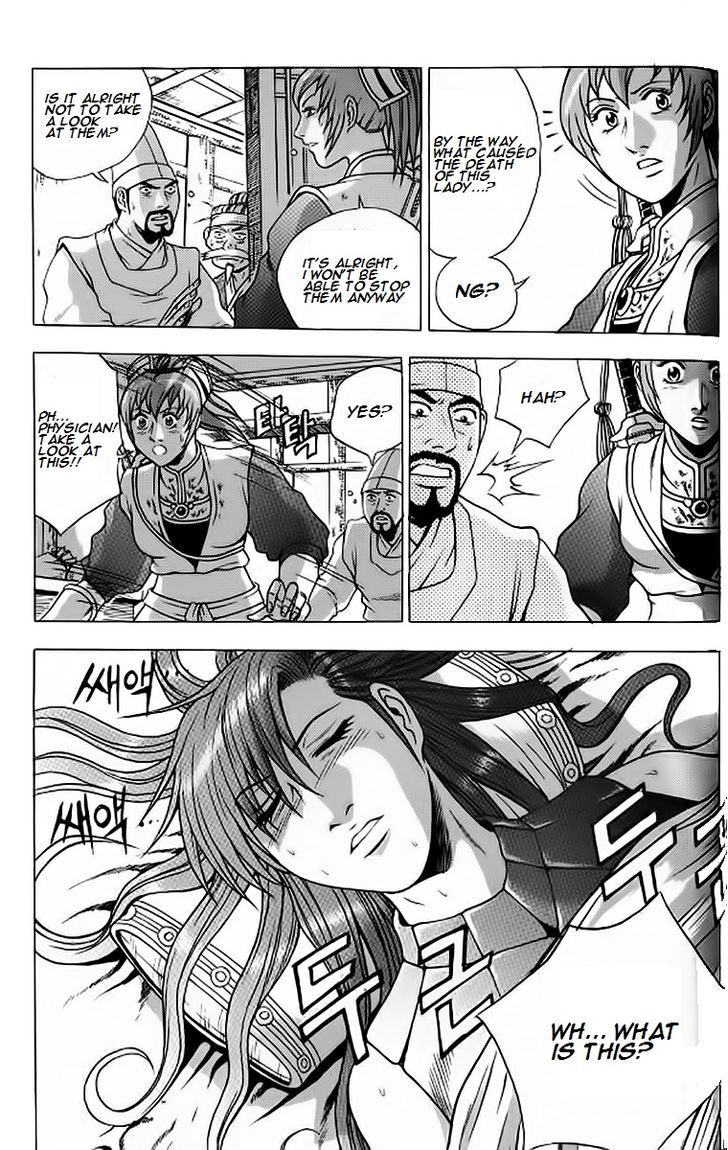 IS IT ALRIGHT
NOT TO TAKE
A LOOK
AT THEM?
IT'S ALRIGHT,
I WON'T BE
ABLE TO STOP
THEM ANYWAY
BY THE WAY,
WHAT CAUSED
THE DEATH
OF THIS
LADY...?
NG?
PH...
PHYSICIAN!
TAKE A
LOOK AT
THIS!!
타탁
YES?
HAH?
쌔액...
쌔액...
두근
두근
WH... WHAT
IS THIS?